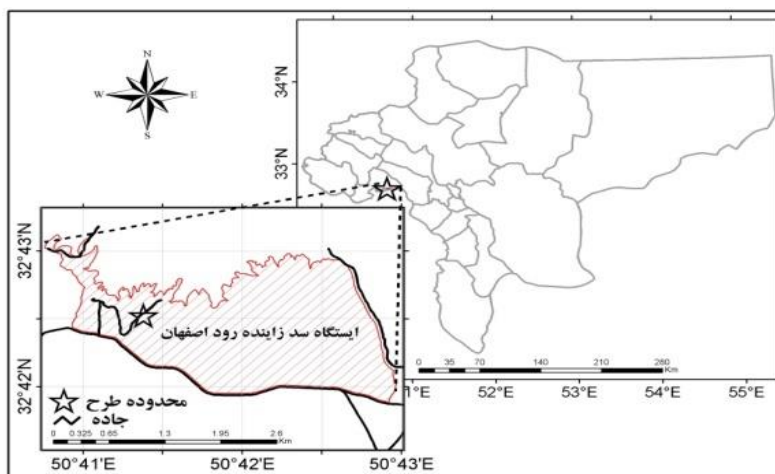 N
W E
S
34°N
33°N
32°43'N
32°42'N
ایستگاه سد زاینده رود اصفهان
محدوده طرح
جاده
0 0.325 0.65 1.3 1.95 2.6
Km
50°41'E 50°42'E 50°43'E
0 35 70 140 210 280
Km
1°E 52°E 53°E 54°E 55°E